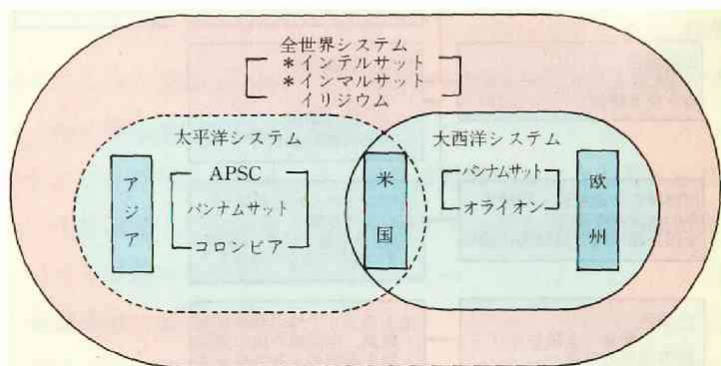 全世界システム
*インテルサット
*インマルサット
イリジウム
太平洋システム
アジア
APSC
パンナムサット
コロンビア
米国
大西洋システム
パンナムサット
オライオン
欧州